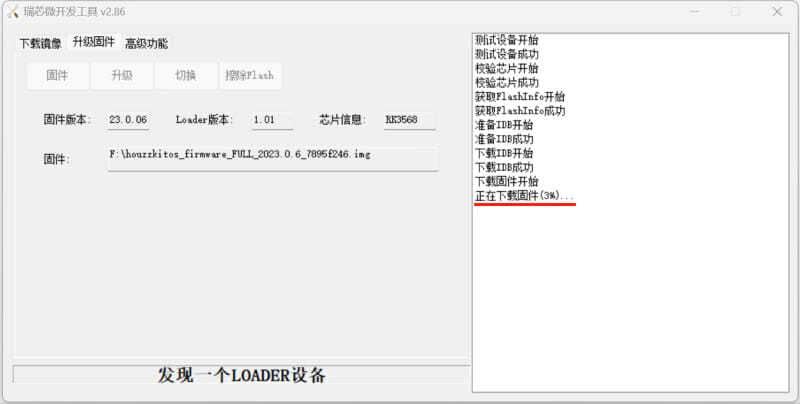 瑞芯微开发工具 v2.86
下载镜像 升级固件 高级功能
固件 升级 切换 擦除Flash
固件版本: 23.0.06 Loader版本: 1.01 芯片信息: RK3568
固件: F:\houzzkitos_firmware_FULL_2023.0.6_7895f246.img
发现一个LOADER设备
测试设备开始
测试设备成功
校验芯片开始
校验芯片成功
获取FlashInfo开始
获取FlashInfo成功
准备IDB开始
准备IDB成功
下载IDB开始
下载IDB成功
下载固件开始
正在下载固件(3%)...